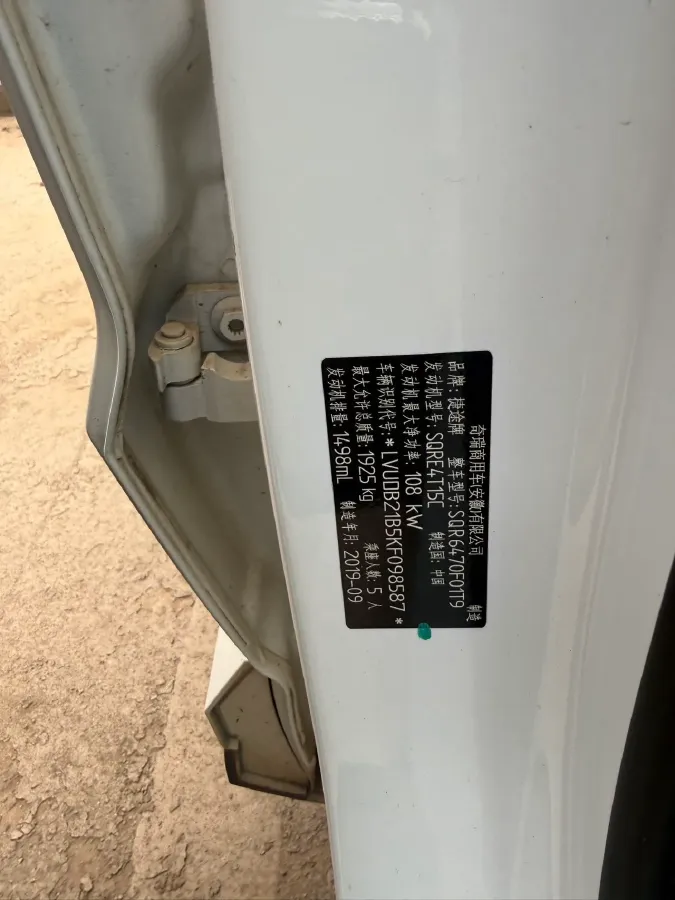 奇瑞商用车(安徽)有限公司 制造
品牌：捷途牌 整车型号：SQR6470F01T9
发动机型号：SQRE4T15C 制造国：中国
发动机最大净功率：108 kW
车辆识别代号：*LVUDB21B5KF098587*
最大允许总质量：1925 kg 乘座人数：5 人
发动机排量：1498mL 制造年月：2019-09